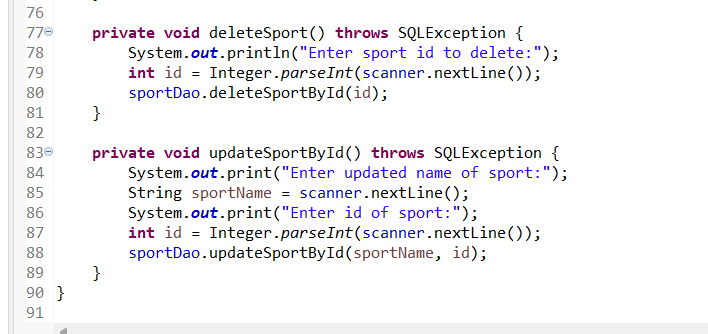 76
77 private void deleteSport() throws SQLException {
78 System.out.println("Enter sport id to delete:");
79 int id = Integer.parseInt(scanner.nextLine());
80 sportDao.deleteSportById(id);
81 }
82
83 private void updateSportById() throws SQLException {
84 System.out.print("Enter updated name of sport:");
85 String sportName = scanner.nextLine();
86 System.out.print("Enter id of sport:");
87 int id = Integer.parseInt(scanner.nextLine());
88 sportDao.updateSportById(sportName, id);
89 }
90 }
91